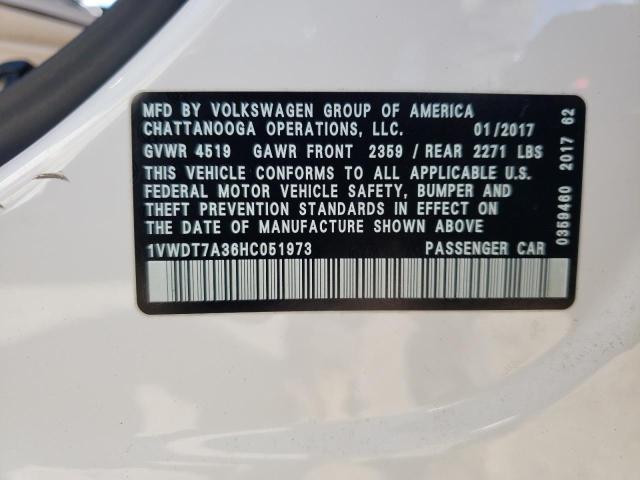 MFD BY VOLKSWAGEN GROUP OF AMERICA
CHATTANOOGA OPERATIONS, LLC. 01/2017
GVWR 4519 GAWR FRONT 2359 / REAR 2271 LBS
THIS VEHICLE CONFORMS TO ALL APPLICABLE U.S.
FEDERAL MOTOR VEHICLE SAFETY, BUMPER AND
THEFT PREVENTION STANDARDS IN EFFECT ON
THE DATE OF MANUFACTURE SHOWN ABOVE
1VWDT7A36HC051973 PASSENGER CAR
0359460 2017 62